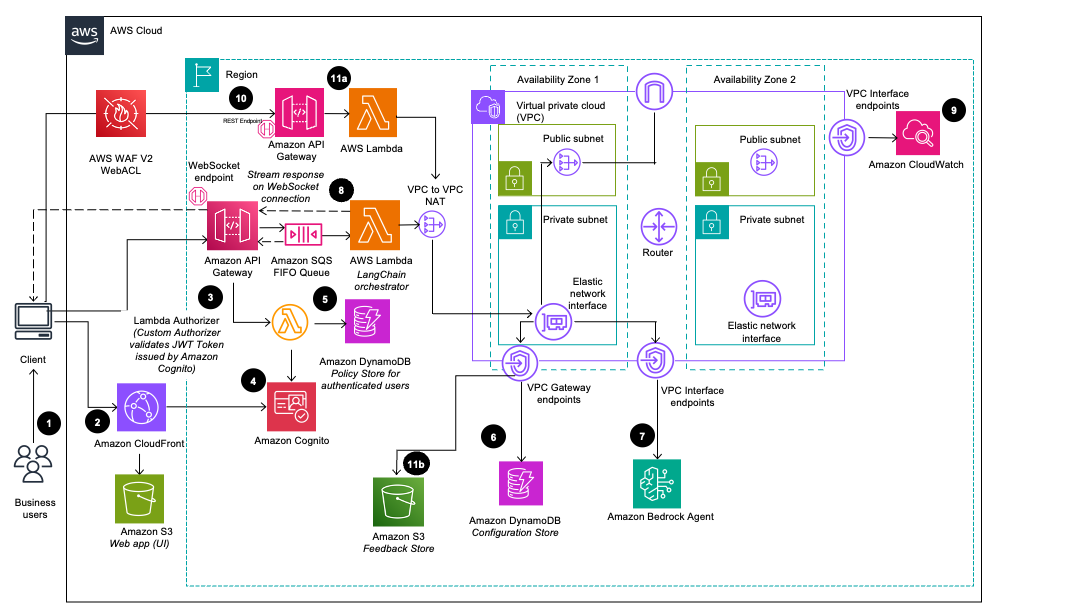 aws
AWS Cloud
Region
10
11a
REST Endpoint
Amazon API
Gateway
AWS Lambda
AWS WAF V2
WebACL
WebSocket
endpoint
Stream response
on WebSocket
connection
8
VPC to VPC
NAT
Amazon API
Gateway
Amazon SQS
FIFO Queue
AWS Lambda
LangChain
orchestrator
Availability Zone 1
Virtual private cloud
(VPC)
Public subnet
Private subnet
Elastic
network
interface
Router
Availability Zone 2
Public subnet
Private subnet
Elastic network
interface
VPC Interface
endpoints
9
Amazon CloudWatch
3
5
Lambda Authorizer
(Custom Authorizer
validates JWT Token
issued by Amazon
Cognito)
Amazon DynamoDB
Policy Store for
authenticated users
4
Amazon Cognito
Client
1
2
Amazon CloudFront
Business
users
Amazon S3
Web app (UI)
VPC Gateway
endpoints
VPC Interface
endpoints
11b
6
7
Amazon S3
Feedback Store
Amazon DynamoDB
Configuration Store
Amazon Bedrock Agent